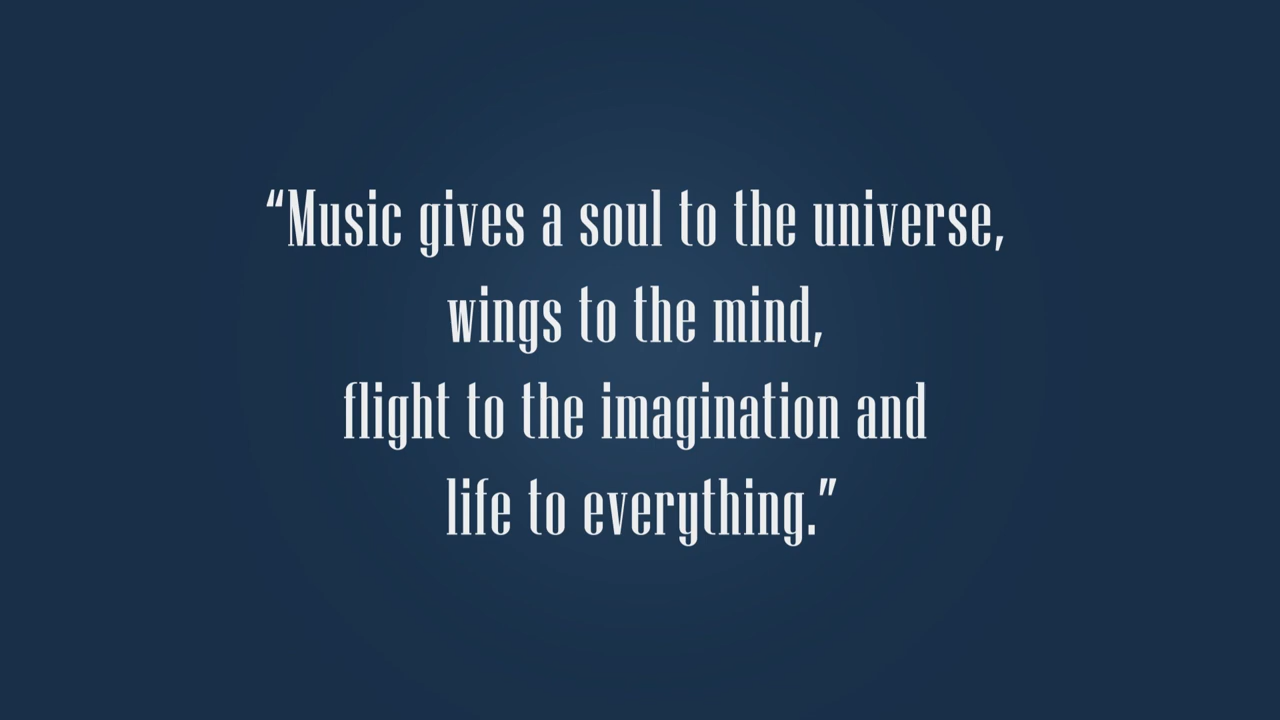 “Music gives a soul to the universe,
wings to the mind,
flight to the imagination and
life to everything.”